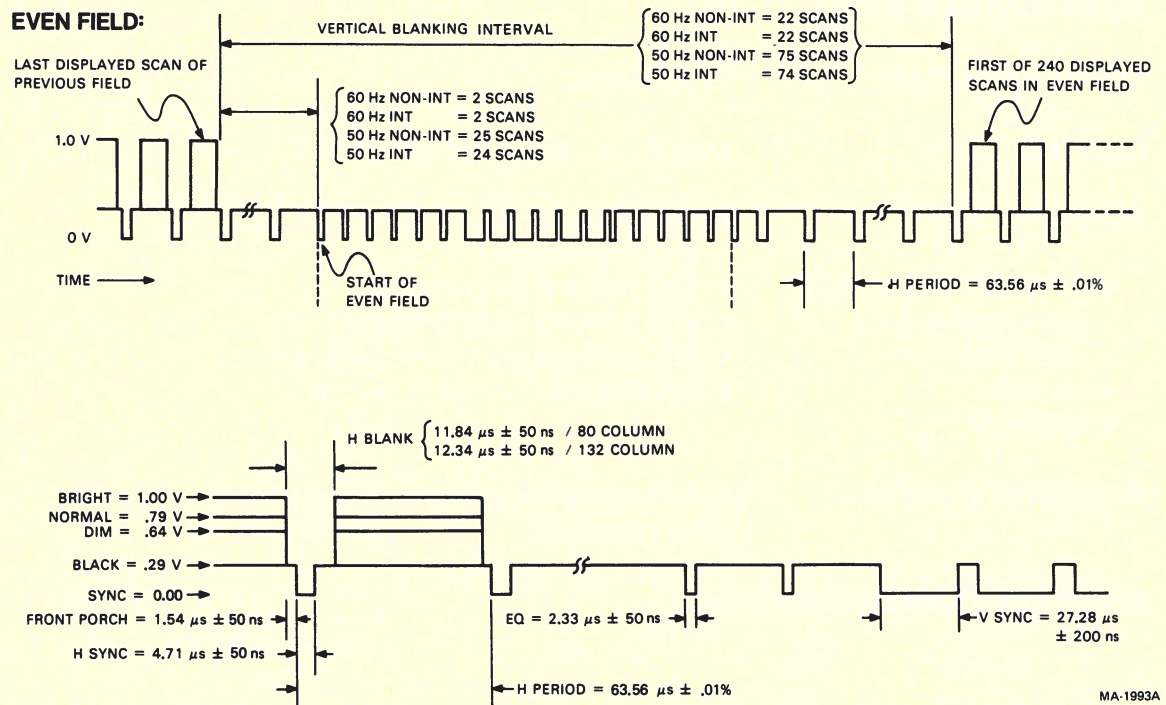 EVEN FIELD:
VERTICAL BLANKING INTERVAL
60 Hz NON-INT = 22 SCANS
60 Hz INT = 22 SCANS
50 Hz NON-INT = 75 SCANS
50 Hz INT = 74 SCANS
LAST DISPLAYED SCAN OF
PREVIOUS FIELD
60 Hz NON-INT = 2 SCANS
60 Hz INT = 2 SCANS
50 Hz NON-INT = 25 SCANS
50 Hz INT = 24 SCANS
FIRST OF 240 DISPLAYED
SCANS IN EVEN FIELD
1.0 V
0 V
TIME
START OF
EVEN FIELD
H PERIOD = 63.56 μs ± .01%
H BLANK
11.84 μs ± 50 ns / 80 COLUMN
12.34 μs ± 50 ns / 132 COLUMN
BRIGHT = 1.00 V
NORMAL = .79 V
DIM = .64 V
BLACK = .29 V
SYNC = 0.00
FRONT PORCH = 1.54 μs ± 50 ns
EQ = 2.33 μs ± 50 ns
V SYNC = 27.28 μs
± 200 ns
H SYNC = 4.71 μs ± 50 ns
H PERIOD = 63.56 μs ± .01%
MA-1993A